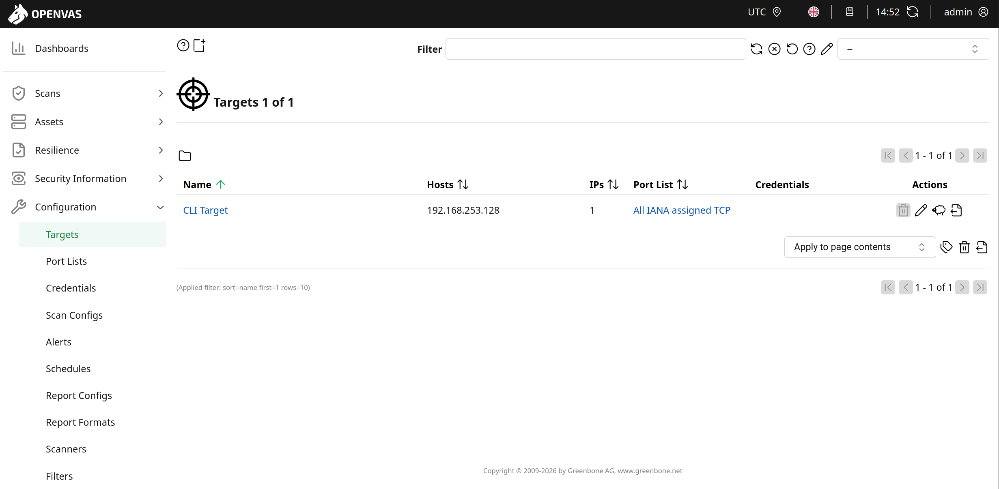 OPENVAS
UTC
14:52
admin
Dashboards
Scans
Assets
Resilience
Security Information
Configuration
Targets
Port Lists
Credentials
Scan Configs
Alerts
Schedules
Report Configs
Report Formats
Scanners
Filters
Filter
--
Targets 1 of 1
1 - 1 of 1
Name Hosts IPs Port List Credentials Actions
CLI Target 192.168.253.128 1 All IANA assigned TCP
Apply to page contents
(Applied filter: sort=name first=1 rows=10)
1 - 1 of 1
Copyright © 2009-2026 by Greenbone AG, www.greenbone.net